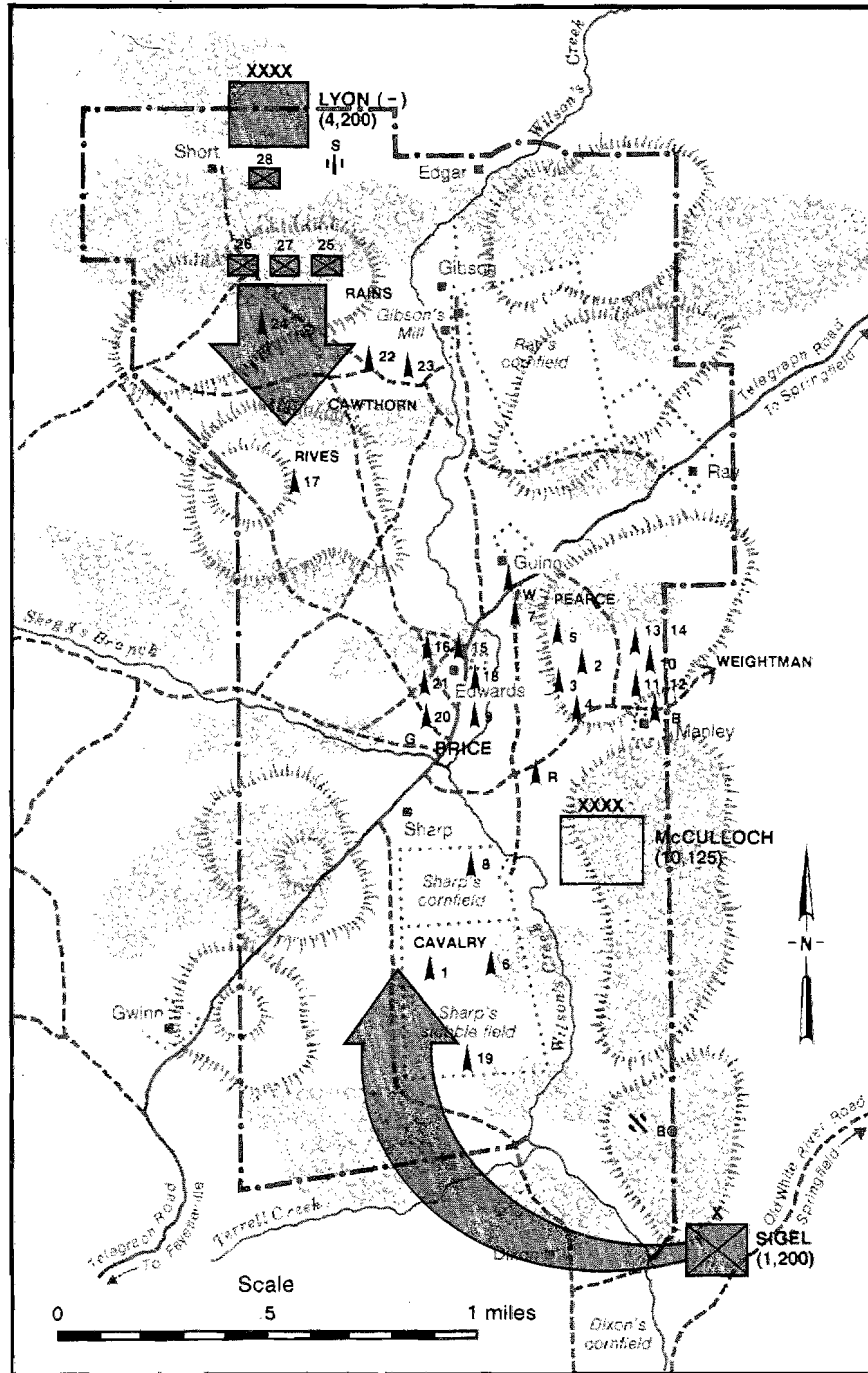 XXXX
LYON (-)
(4,200)
Wilson's
Creek
Short
28
S
Edgar
26
27
25
Gibson
RAINS
Gibson's
Mill
24
Ray's
cornfield
22
23
CAWTHORN
Telegraph Road
To Springfield
RIVES
17
Ray
Guinn
W
7
PEARCE
Skegg's Branch
16
15
5
13
14
2
10
WEIGHTMAN
21
18
Edwards
3
11
12
20
9
4
B
Manley
G
PRICE
R
XXXX
McCULLOCH
(10,125)
Sharp
8
Sharp's
cornfield
CAVALRY
1
6
-N-
Wilson's Creek
Gwinn
Sharp's
stubble field
19
Old White River Road
Springfield
Telegraph Road
To Fayetteville
Terrell Creek
X
SIGEL
(1,200)
Scale
0
.5
1 miles
Dixon's
cornfield